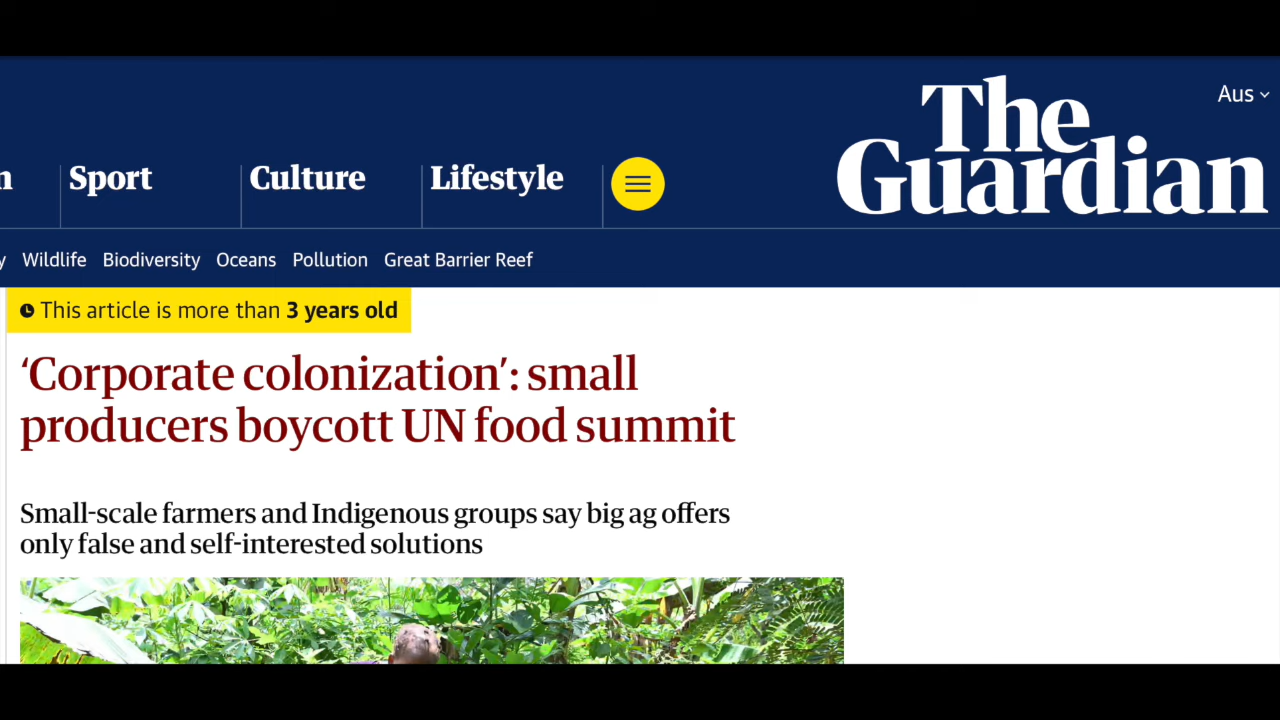 Aus
The
Guardian
Sport Culture Lifestyle
Wildlife Biodiversity Oceans Pollution Great Barrier Reef
This article is more than 3 years old
‘Corporate colonization’: small
producers boycott UN food summit
Small-scale farmers and Indigenous groups say big ag offers
only false and self-interested solutions